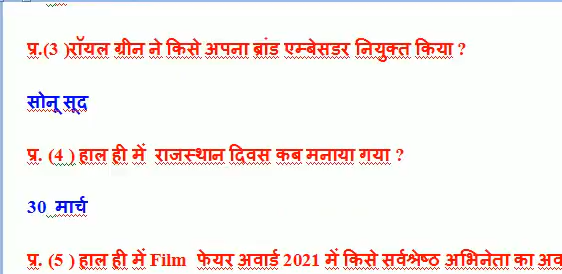 प्र.(3 )रॉयल ग्रीन ने किसे अपना ब्रांड एम्बेसडर नियुक्त किया ?
सोनू सूद
प्र. (4 ) हाल ही में राजस्थान दिवस कब मनाया गया ?
30 मार्च
प्र. (5 ) हाल ही में Film फेयर अवार्ड 2021 में किसे सर्वश्रेष्ठ अभिनेता का